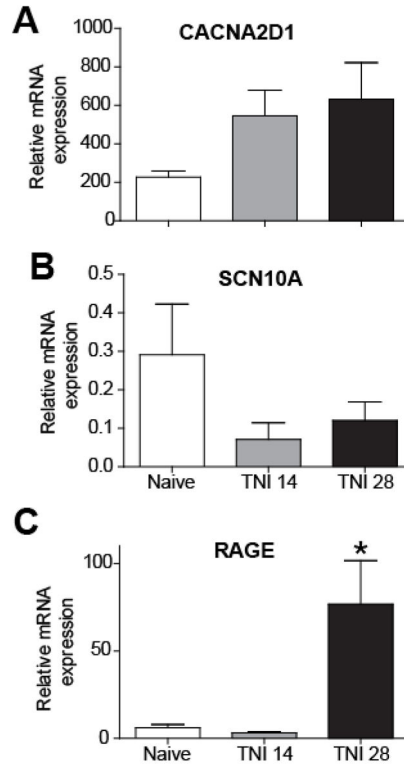 A
CACNA2D1
Relative mRNA
expression
1000
800
600
400
200
0
B
SCN10A
Relative mRNA
expression
0.5
0.4
0.3
0.2
0.1
0.0
Naive TNI 14 TNI 28
C
RAGE
*
Relative mRNA
expression
100
50
0
Naive TNI 14 TNI 28